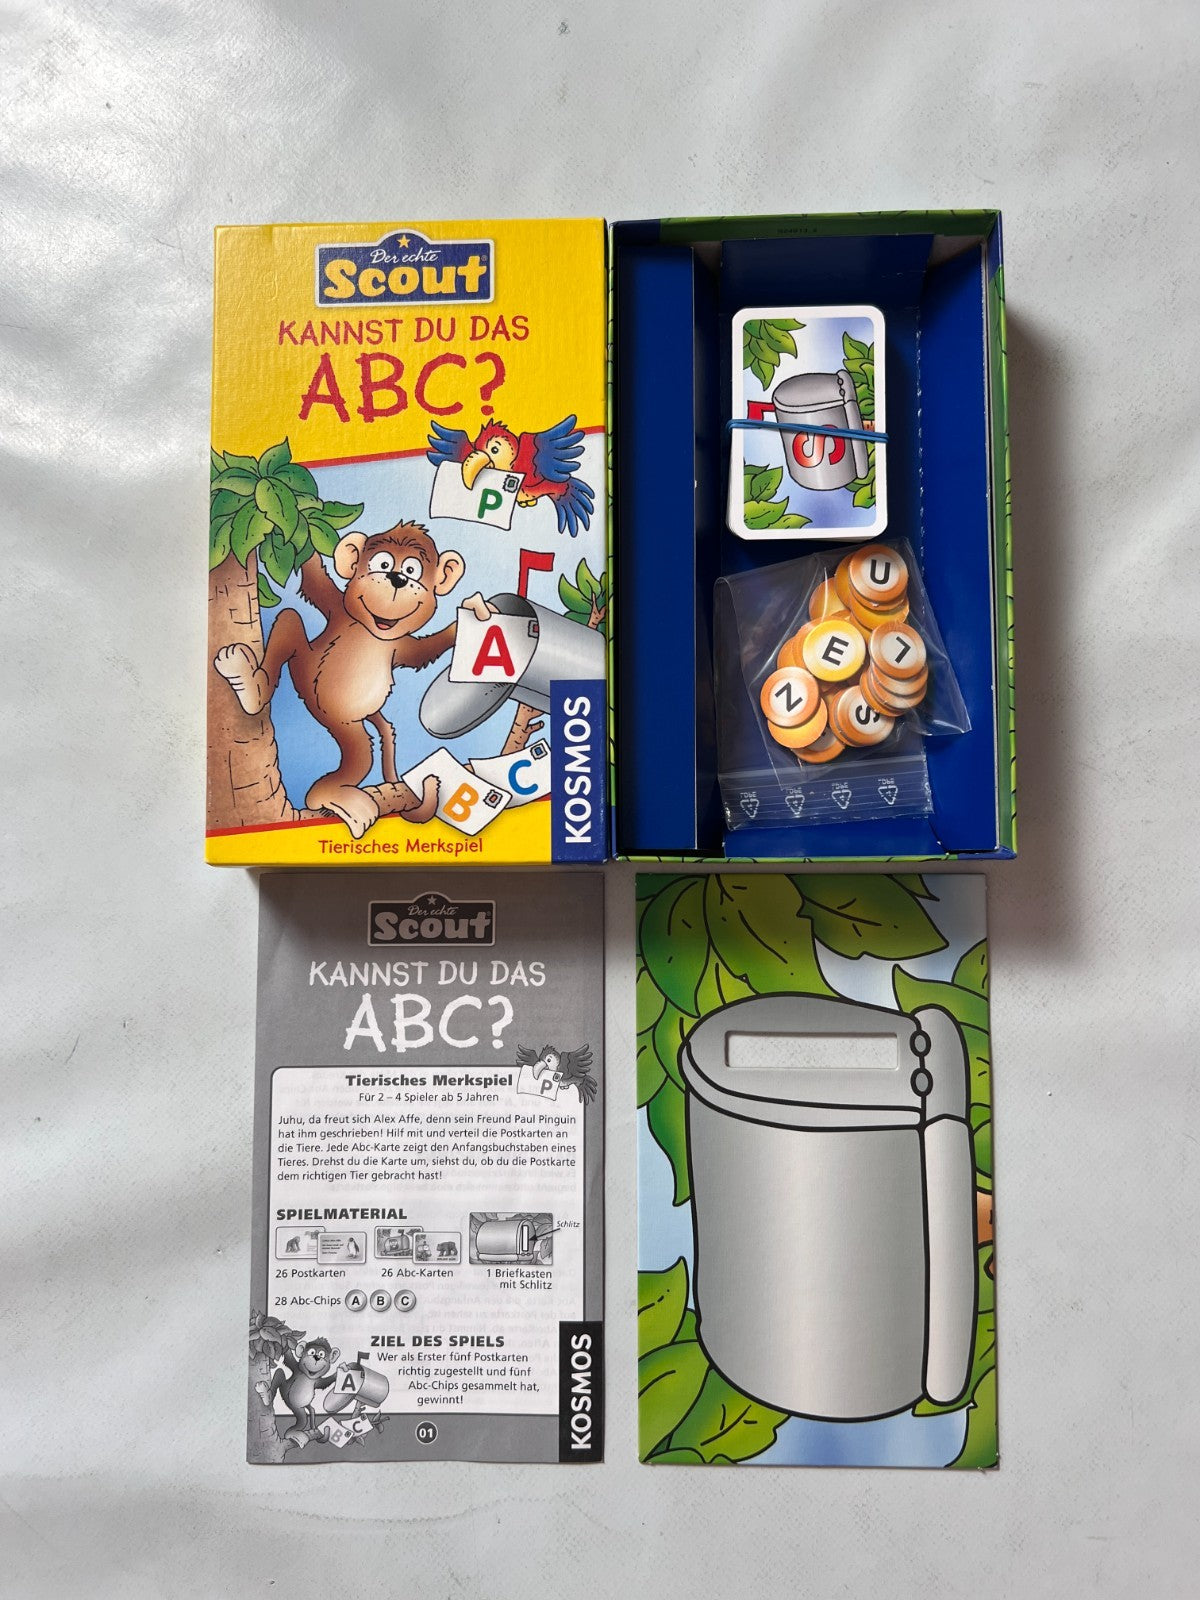 Der echte
Scout
KANNST DU DAS
ABC?
P
A
B
C
KOSMOS
Tierisches Merkspiel
S
U
E
L
N
S
Der echte
Scout
KANNST DU DAS
ABC?
P
Tierisches Merkspiel
Für 2 – 4 Spieler ab 5 Jahren
Juhu, da freut sich Alex Affe, denn sein Freund Paul Pinguin
hat ihm geschrieben! Hilf mit und verteil die Postkarten an
die Tiere. Jede Abc-Karte zeigt den Anfangsbuchstaben eines
Tieres. Drehst du die Karte um, siehst du, ob du die Postkarte
dem richtigen Tier gebracht hast!
SPIELMATERIAL
Schlitz
26 Postkarten
26 Abc-Karten
1 Briefkasten
mit Schlitz
28 Abc-Chips A B C
ZIEL DES SPIELS
Wer als Erster fünf Postkarten
richtig zugestellt und fünf
Abc-Chips gesammelt hat,
gewinnt!
A
B
C
01
KOSMOS